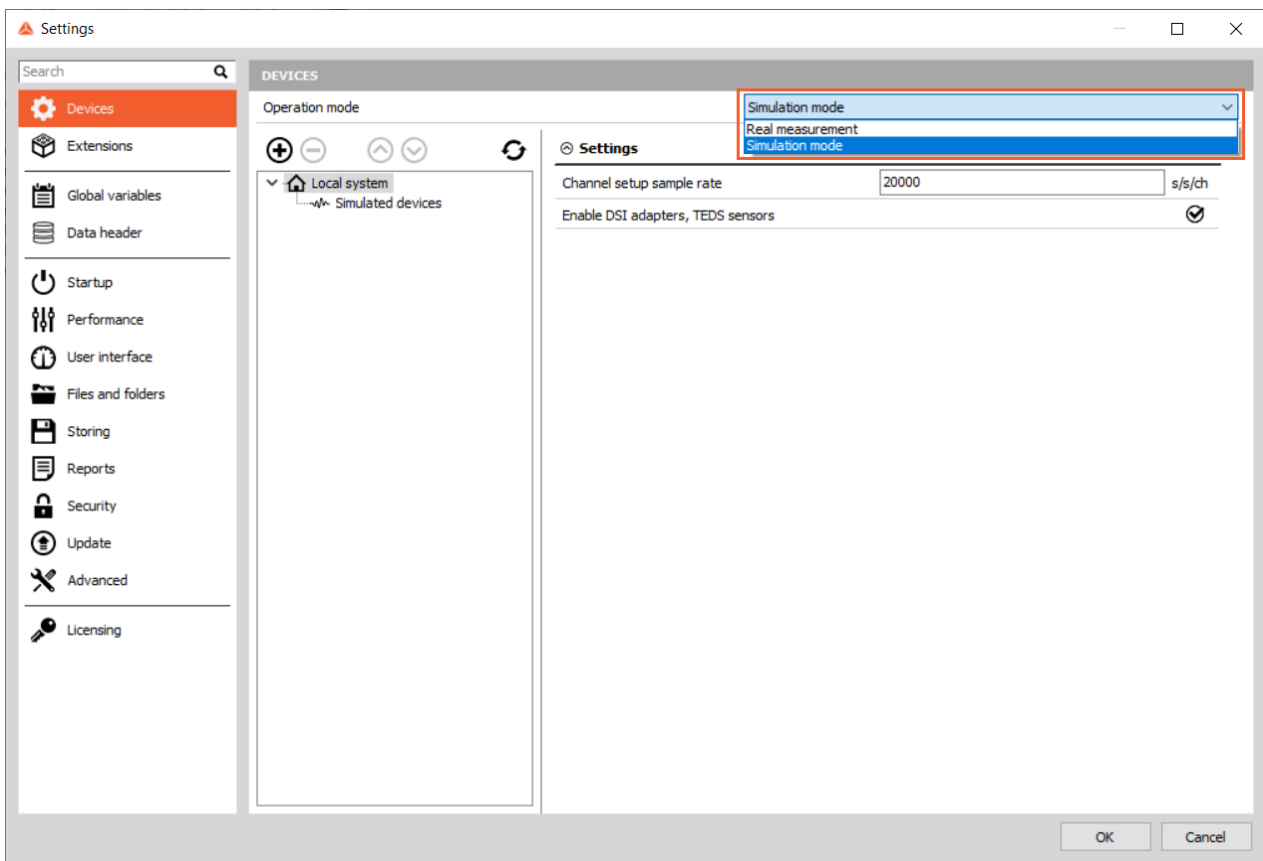 Settings
Search
DEVICES
Devices
Operation mode
Simulation mode
Real measurement
Simulation mode
Extensions
Global variables
Data header
Startup
Performance
User interface
Files and folders
Storing
Reports
Security
Update
Advanced
Licensing
Local system
Simulated devices
Settings
Channel setup sample rate 20000 s/s/ch
Enable DSI adapters, TEDS sensors
OK Cancel